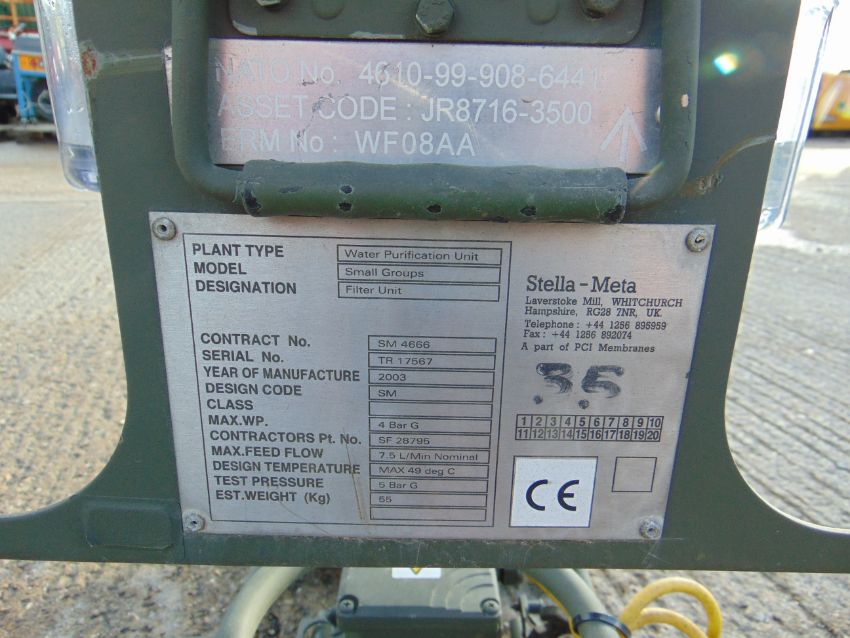 NATO No. 4610-99-908-6441
ASSET CODE : JR8716-3500
ERM No : WF08AA
PLANT TYPE Water Purification Unit
MODEL Small Groups
DESIGNATION Filter Unit
CONTRACT No. SM 4666
SERIAL No. TR 17567
YEAR OF MANUFACTURE 2003
DESIGN CODE SM
CLASS
MAX.WP. 4 Bar G
CONTRACTORS Pt. No. SF 28795
MAX.FEED FLOW 7.5 L/Min Nominal
DESIGN TEMPERATURE MAX 49 deg C
TEST PRESSURE 5 Bar G
EST.WEIGHT (Kg) 55
Stella-Meta
Laverstoke Mill, WHITCHURCH
Hampshire, RG28 7NR, UK.
Telephone : +44 1256 895959
Fax : +44 1256 892074
A part of PCI Membranes
35
1 2 3 4 5 6 7 8 9 10
11 12 13 14 15 16 17 18 19 20
CE